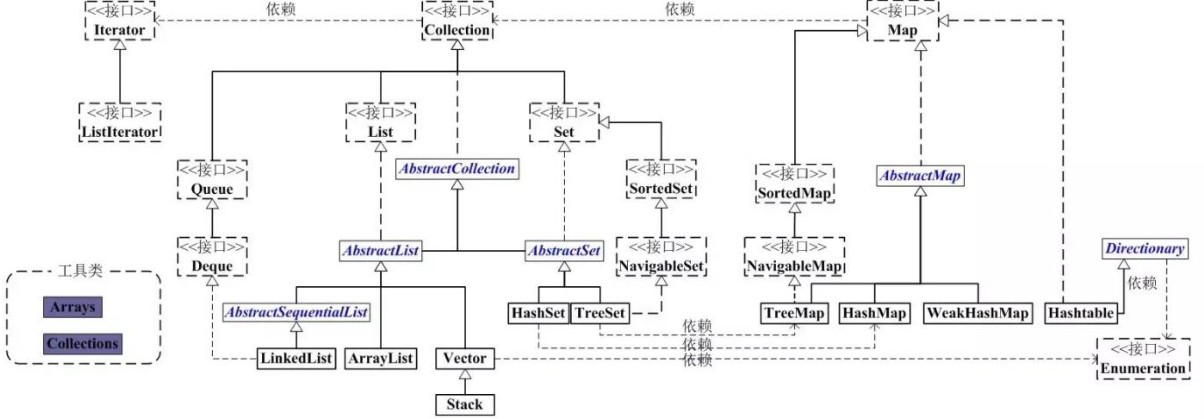 <<接口>> 依赖 <<接口>> 依赖 <<接口>>
Iterator Collection Map
<<接口>> <<接口>> <<接口>>
ListIterator List Set
<<接口>> AbstractCollection <<接口>> <<接口>> AbstractMap
Queue SortedSet SortedMap
<<接口>> AbstractList AbstractSet <<接口>> <<接口>> Directionary
Deque NavigableSet NavigableMap
工具类 依赖
Arrays AbstractSequentialList HashSet TreeSet TreeMap HashMap WeakHashMap Hashtable
依赖
Collections 依赖 <<接口>>
LinkedList ArrayList Vector 依赖 Enumeration
Stack